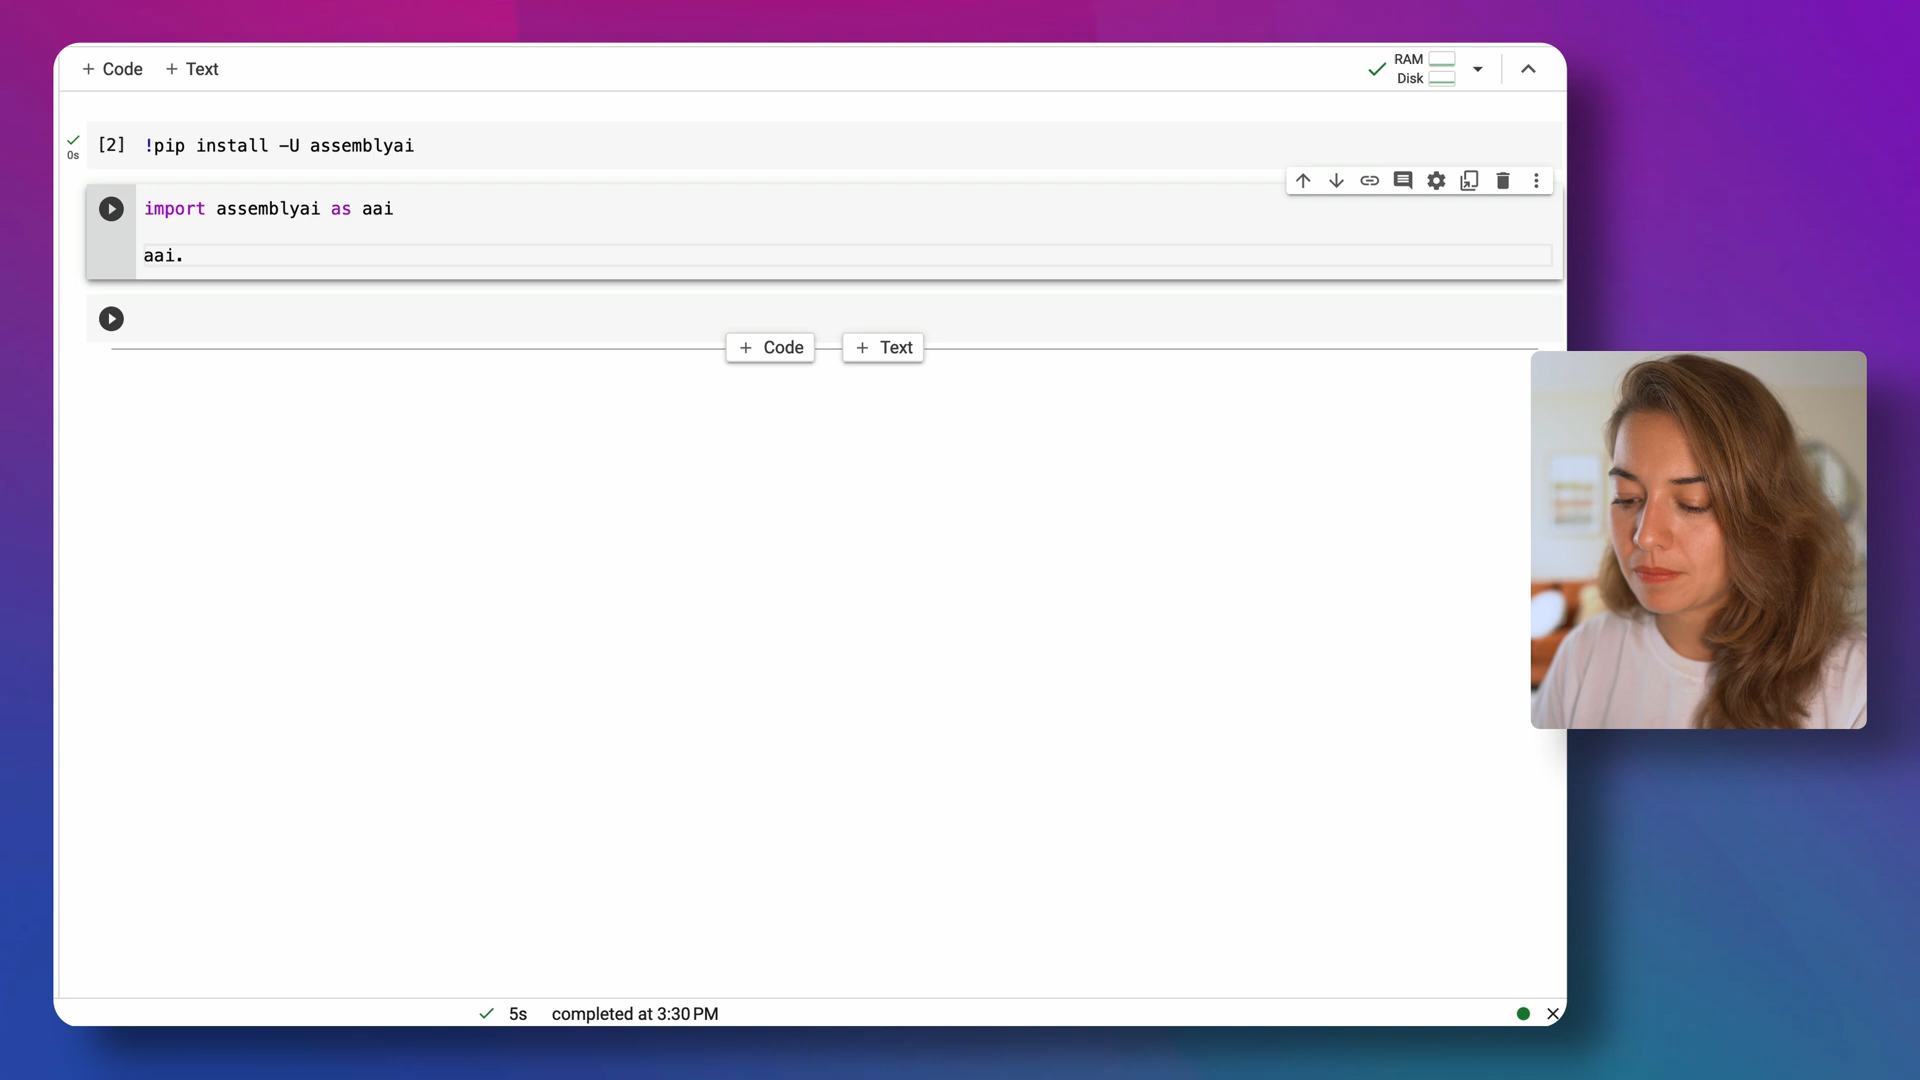 + Code + Text
RAM
Disk
0s
[2] !pip install -U assemblyai
import assemblyai as aai
aai.
+ Code + Text
5s completed at 3:30 PM